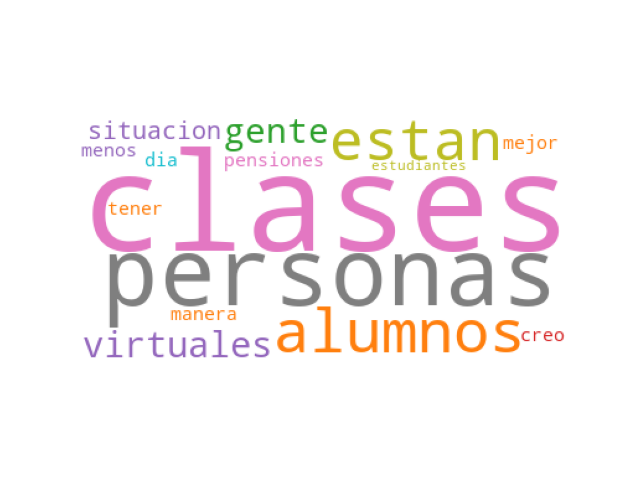 situacion gente estan mejor
menos dia pensiones estudiantes
clases
tener
personas
manera alumnos
virtuales creo